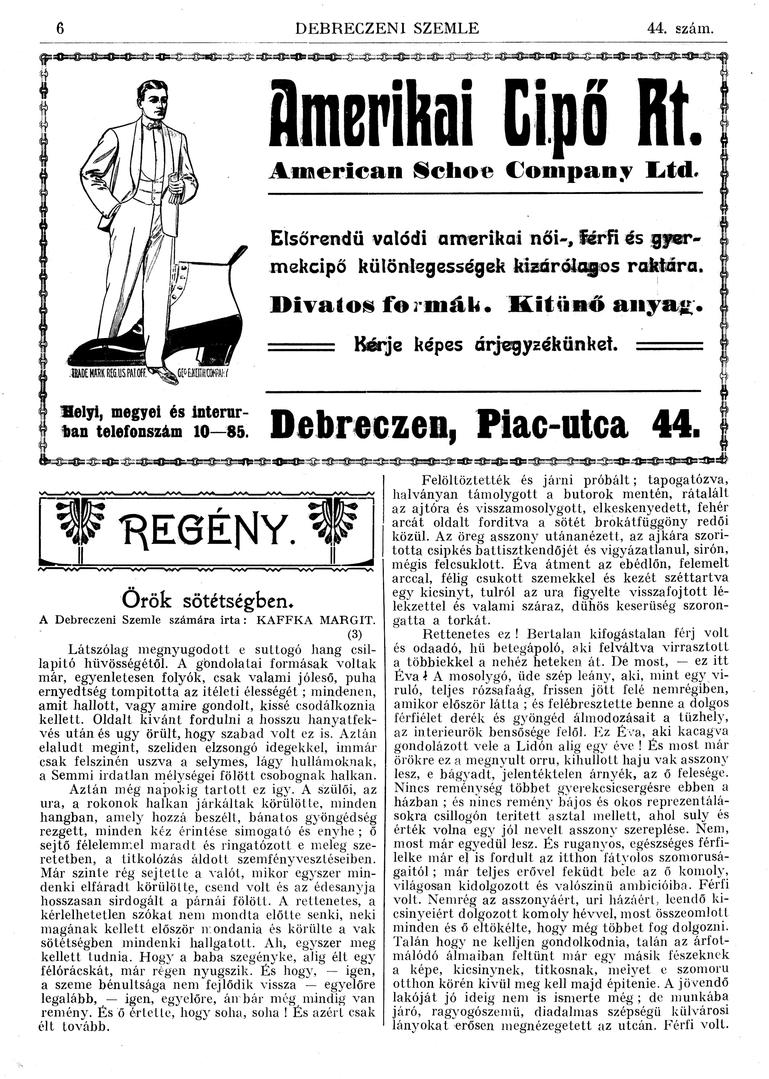 6 DEBRECZENI SZEMLE 44. szám.
Amerikai Cipő Rt.
American Schoe Company Ltd.
Elsőrendü valódi amerikai női-, férfi és gyer-
mekcipő különlegességek kizárólagos raktára.
Divatos formák. Kitünő anyag.
Kérje képes árjegyzékünket.
TRADE MARK REG. U.S. PAT. OFF. GEO E. KEITH COMPANY
Helyi, megyei és interur-
ban telefonszám 10—85.
Debreczen, Piac-utca 44.
REGÉNY.
Örök sötétségben.
A Debreczeni Szemle számára irta: KAFFKA MARGIT.
(3)
Látszólag megnyugodott e suttogó hang csil-
lapitó hüvösségétől. A gondolatai formásak voltak
már, egyenletesen folyók, csak valami jóleső, puha
ernyedtség tompitotta az itéleti élességét ; mindenen,
amit hallott, vagy amire gondolt, kissé csodálkoznia
kellett. Oldalt kivánt fordulni a hosszu hanyatfek-
vés után és ugy örült, hogy szabad volt ez is. Aztán
elaludt megint, szeliden elzsongó idegekkel, immár
csak felszinén uszva a selymes, lágy hullámoknak,
a Semmi irdatlan mélységei fölött csobognak halkan.
Aztán még napokig tartott ez igy. A szülői, az
ura, a rokonok halkan járkáltak körülötte, minden
hangban, amely hozzá beszélt, bánatos gyöngédség
rezgett, minden kéz érintése simogató és enyhe ; ő
sejtő félelemmel maradt és ringatózott e meleg sze-
retetben, a titkolózás áldott szemfényvesztéseiben.
Már szinte rég sejtette a valót, mikor egyszer min-
denki elfáradt körülötte, csend volt és az édesanyja
hosszasan sirdogált a párnái fölött. A rettenetes, a
kérlelhetetlen szókat nem mondta előtte senki, neki
magának kellett először mondania és körülte a vak
sötétségben mindenki hallgatott. Ah, egyszer meg
kellett tudnia. Hogy a baba szegényke, alig élt egy
félórácskát, már régen nyugszik. És hogy, — igen,
a szeme bénultsága nem fejlődik vissza — egyelőre
legalább, — igen, egyelőre, ámbár még mindig van
remény. És ő értette, hogy soha, soha ! És azért csak
élt tovább.
Felöltöztették és járni próbált ; tapogatózva,
halványan támolygott a butorok mentén, rátalált
az ajtóra és visszamosolygott, elkeskenyedett, fehér
arcát oldalt forditva a sötét brokátfüggöny redői
közül. Az öreg asszony utánanézett, az ajkára szori-
totta csipkés battisztkendőjét és vigyázatlanul, sirón,
mégis felcsuklott. Éva átment az ebédlőn, felemelt
arccal, félig csukott szemekkel és kezét széttartva
egy kicsinyt, tulról az ura figyelte visszafojtott lé-
lekzettel és valami száraz, dühös keserüség szoron-
gatta a torkát.
Rettenetes ez ! Bertalan kifogástalan férj volt
és odaadó, hü betegápoló, aki felváltva virrasztott
a többiekkel a nehéz heteken át. De most, — ez itt
Éva? A mosolygó, üde szép leány, aki, mint egy vi-
ruló, teljes rózsafaág, frissen jött felé nemrégiben,
amikor először látta ; és felébresztette benne a dolgos
férfiélet derék és gyöngéd álmodozásait a tüzhely,
az interieurök bensősége felől. Ez Éva, aki kacagva
gondolázott vele a Lidón alig egy éve ! És most már
örökre ez a megnyult orru, kihullott haju vak asszony
lesz, e bágyadt, jelentéktelen árnyék, az ő felesége.
Nincs reménység többet gyerekcsicsergésre ebben a
házban ; és nincs remény bájos és okos reprezentálá-
sokra csillogón teritett asztal mellett, ahol suly és
érték volna egy jól nevelt asszony szereplése. Nem,
most már egyedül lesz. És ruganyos, egészséges férfi-
lelke már el is fordult az itthon fátyolos szomorusá-
gaitól ; már teljes erővel feküdt bele az ő komoly,
világosan kidolgozott és valószinü ambicióiba. Férfi
volt. Nemrég az asszonyáért, uri házáért, leendő ki-
csinyeiért dolgozott komoly hévvel, most összeomlott
minden és ő eltökélte, hogy még többet fog dolgozni.
Talán hogy ne kelljen gondolkodnia, talán az árfot-
málódó álmaiban feltünt már egy másik fészeknek
a képe, kicsinynek, titkosnak, melyet e szomoru
otthon körén kivül meg kell majd épitenie. A jövendő
lakóját jó ideig nem is ismerte még ; de munkába
járó, ragyogószemü, diadalmas szépségü külvárosi
lányokat erősen megnézegetett az utcán. Férfi volt.